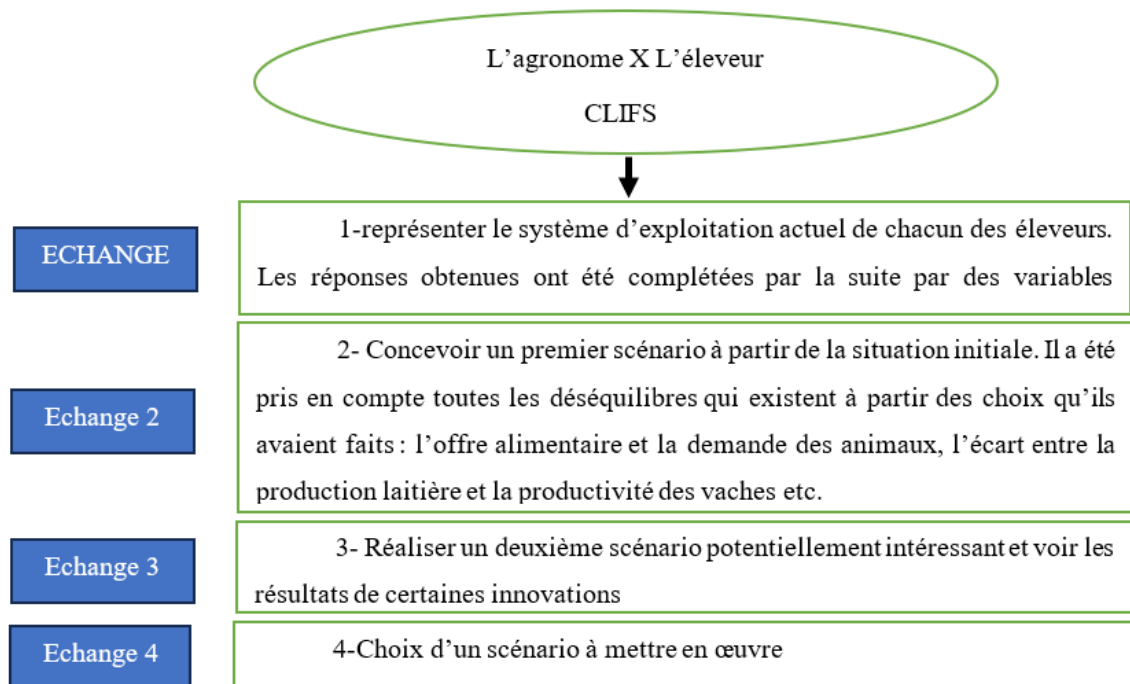 L’agronome X L’éleveur
CLIFS
ECHANGE
1-représenter le système d’exploitation actuel de chacun des éleveurs.
Les réponses obtenues ont été complétées par la suite par des variables
Echange 2
2- Concevoir un premier scénario à partir de la situation initiale. Il a été
pris en compte toutes les déséquilibres qui existent à partir des choix qu’ils
avaient faits : l’offre alimentaire et la demande des animaux, l’écart entre la
production laitière et la productivité des vaches etc.
Echange 3
3- Réaliser un deuxième scénario potentiellement intéressant et voir les
résultats de certaines innovations
Echange 4
4-Choix d’un scénario à mettre en œuvre